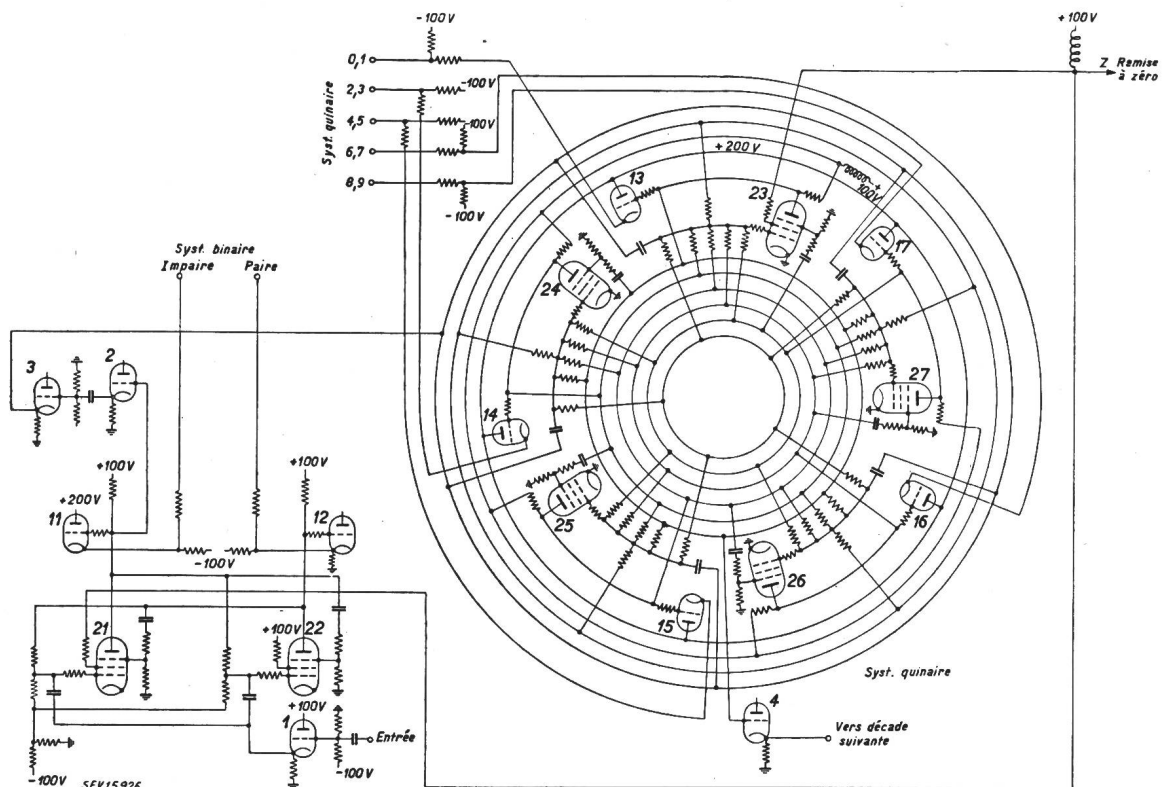 -100V
+100V
0,1
Z Remise
à zéro
2,3
-100V
4,5
-100V
6,7
8,9
-100V
Syst. quinaire
+200V
+
100V
13
23
17
24
27
14
25
16
26
15
Syst. binaire
Impaire Paire
3
2
+100V
+100V
+200V
11
12
-100V
21
22
+100V
+100V
1
Entrée
-100V
-100V
SEV15926
Syst. quinaire
4
Vers décade
suivante